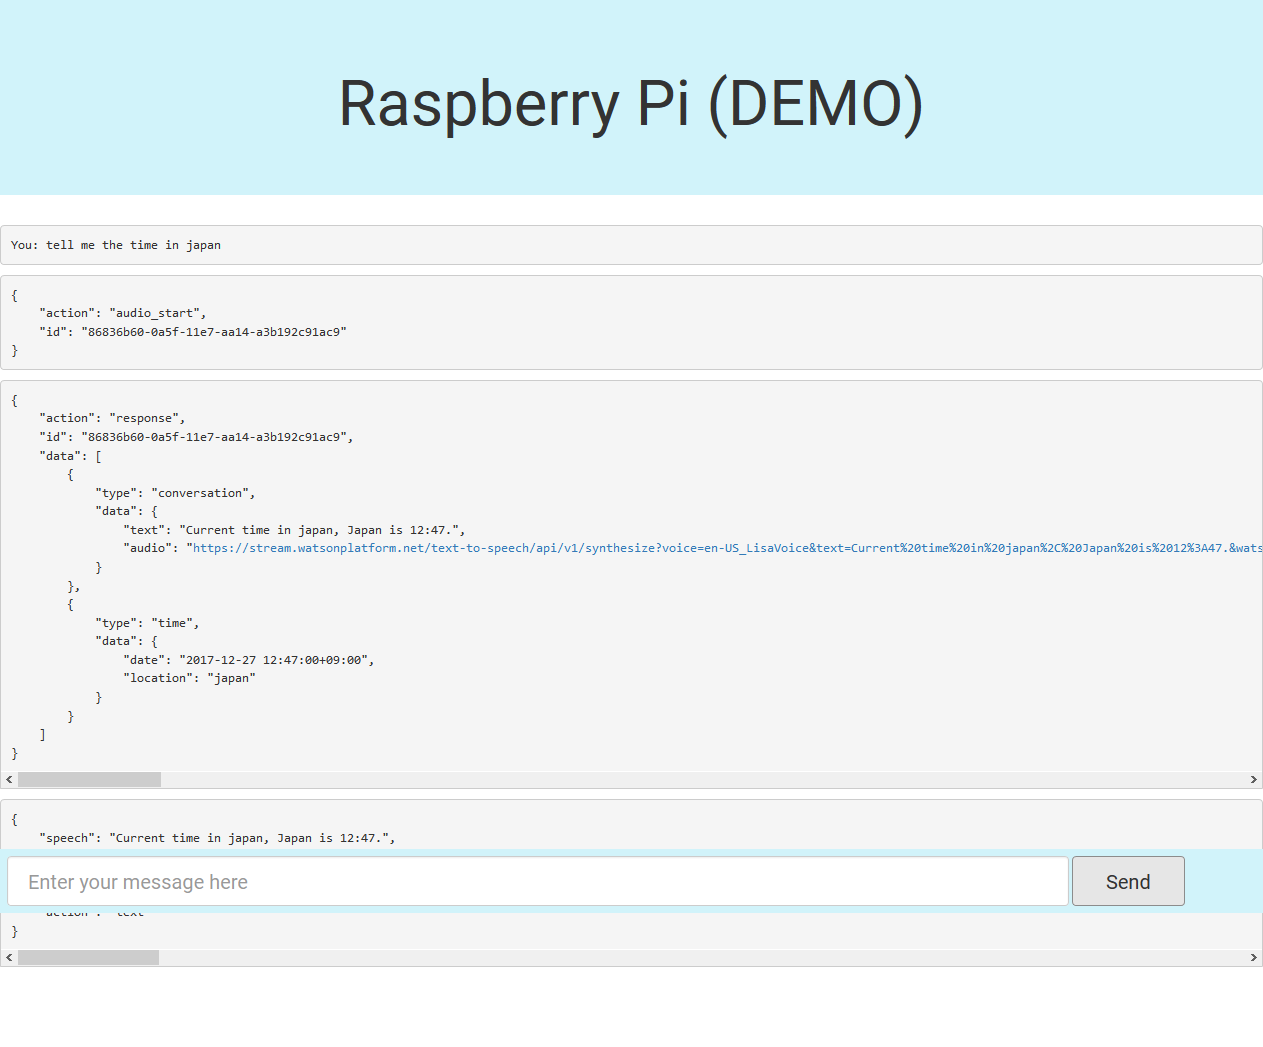 Raspberry Pi (DEMO)
You: tell me the time in japan
{
    "action": "audio_start",
    "id": "86836b60-0a5f-11e7-aa14-a3b192c91ac9"
}
{
    "action": "response",
    "id": "86836b60-0a5f-11e7-aa14-a3b192c91ac9",
    "data": [
        {
            "type": "conversation",
            "data": {
                "text": "Current time in japan, Japan is 12:47.",
                "audio": "https://stream.watsonplatform.net/text-to-speech/api/v1/synthesize?voice=en-US_LisaVoice&text=Current%20time%20in%20japan%2C%20Japan%20is%2012%3A47.&wats
            }
        },
        {
            "type": "time",
            "data": {
                "date": "2017-12-27 12:47:00+09:00",
                "location": "japan"
            }
        }
    ]
}
{
    "speech": "Current time in japan, Japan is 12:47.",
Enter your message here
Send
    "action": "text"
}